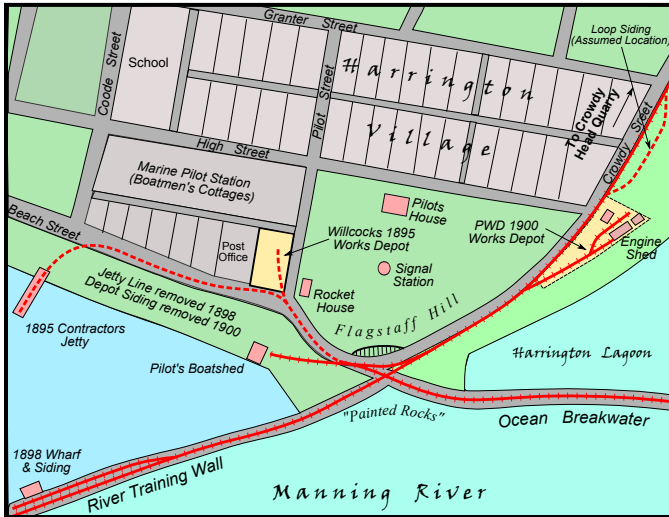 Granter Street
Loop Siding
(Assumed Location)
Coode Street
School
Pilot Street
Harrington
Village
To Crowdy
Head Quarry
Crowdy Sreet
High Street
Marine Pilot Station
(Boatmen's Cottages)
Pilots
House
PWD 1900
Works Depot
Beach Street
Post
Office
Willcocks 1895
Works Depot
Engine
Shed
Signal
Station
Jetty Line removed 1898
Depot Siding removed 1900
Rocket
House
Flagstaff Hill
1895 Contractors
Jetty
Harrington Lagoon
Pilot's Boatshed
"Painted Rocks"
Ocean Breakwater
1898 Wharf
& Siding
River Training Wall
Manning River